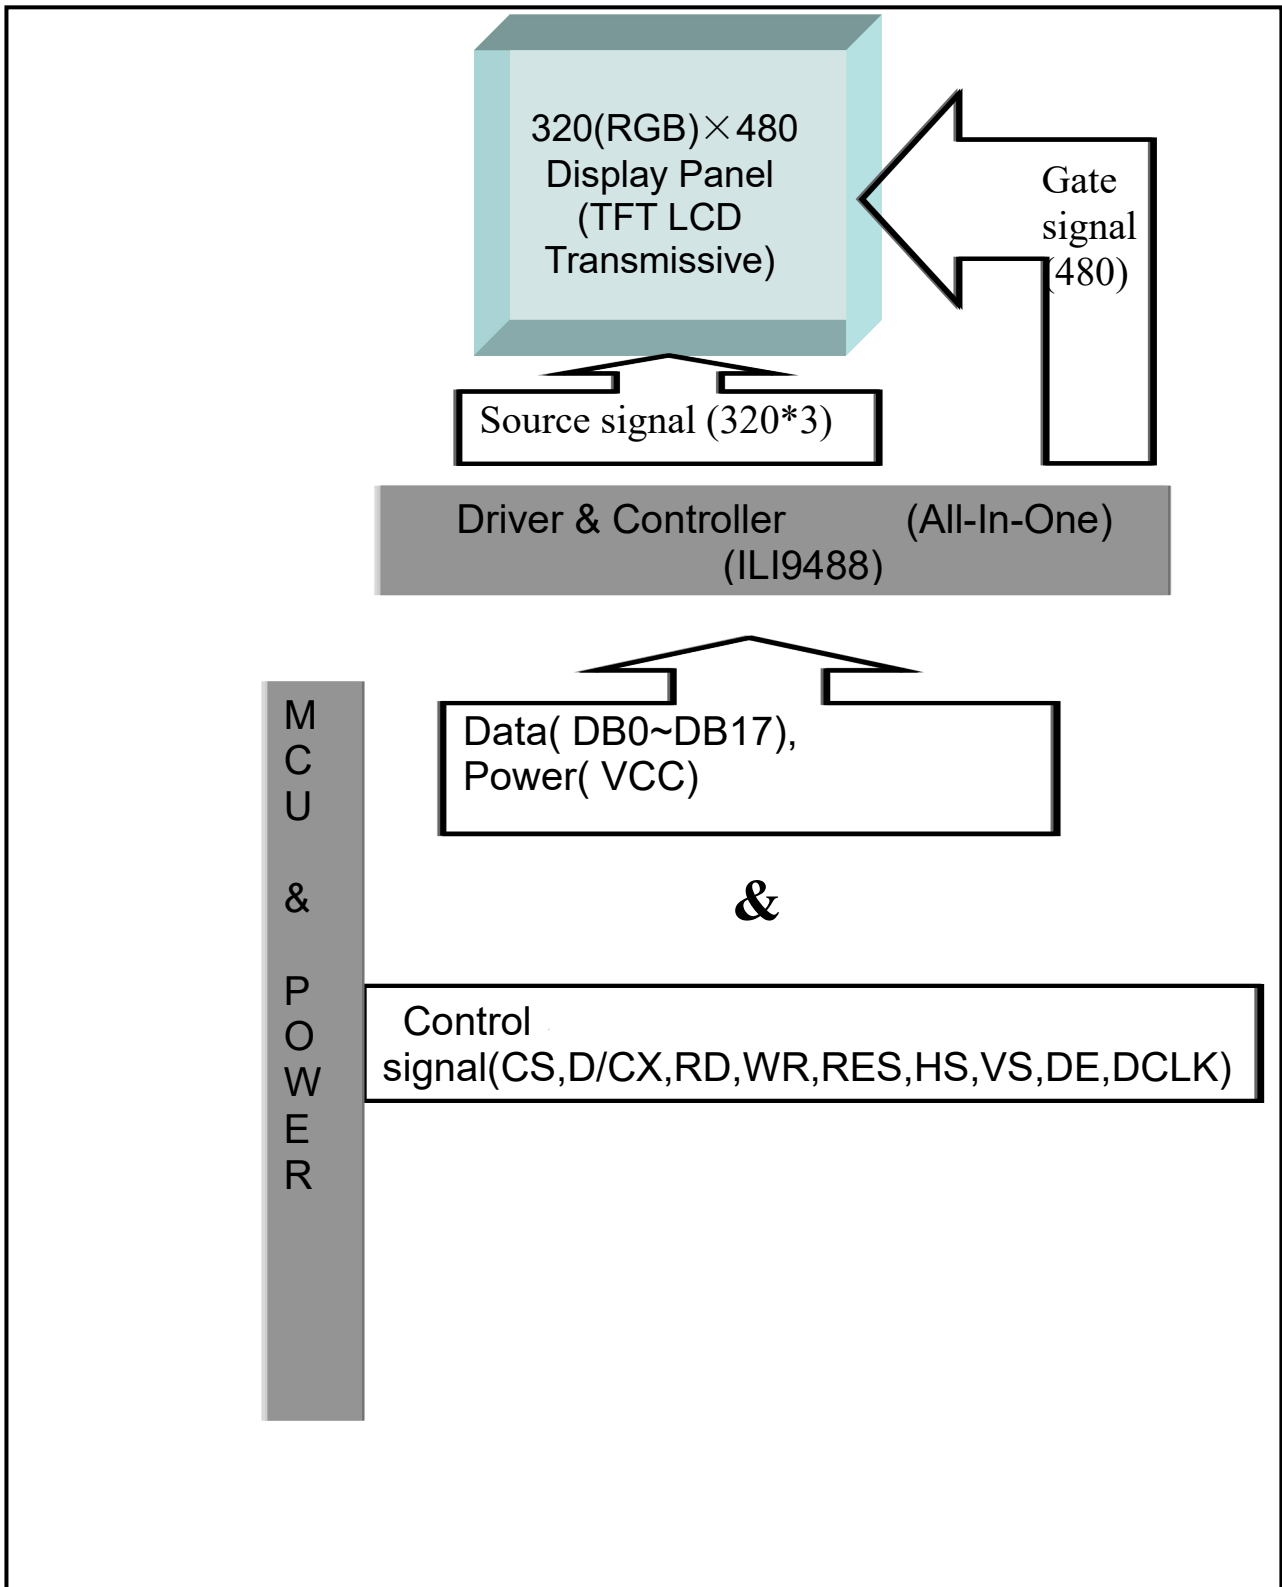 320(RGB)×480
Display Panel
(TFT LCD
Transmissive)
Gate
signal
(480)
Source signal (320*3)
Driver & Controller (All-In-One)
(ILI9488)
M
C
U
&
P
O
W
E
R
Data( DB0~DB17),
Power( VCC)
&
Control
signal(CS,D/CX,RD,WR,RES,HS,VS,DE,DCLK)